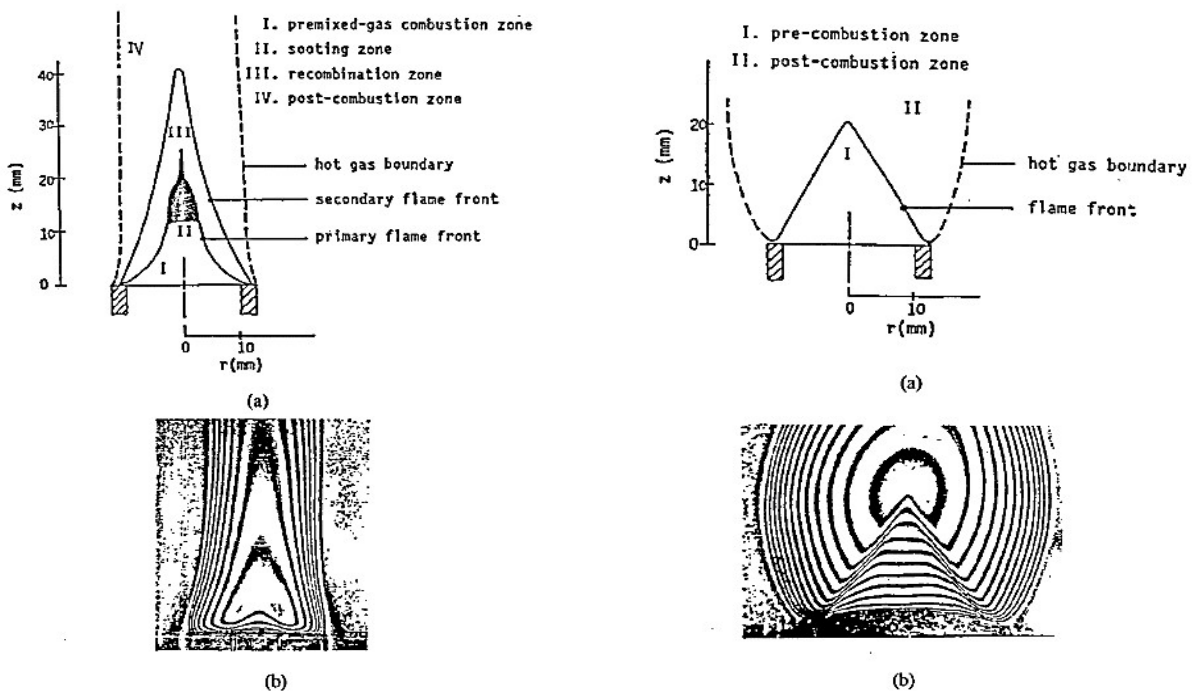 I. premixed-gas combustion zone
II. sooting zone
III. recombination zone
IV. post-combustion zone
IV
40
30
20
10
0
z (mm)
III
II
I
hot gas boundary
secondary flame front
primary flame front
0
10
r(mm)
(a)
(b)
I. pre-combustion zone
II. post-combustion zone
20
10
0
z (mm)
II
I
hot gas boundary
flame front
0
10
r(mm)
(a)
(b)